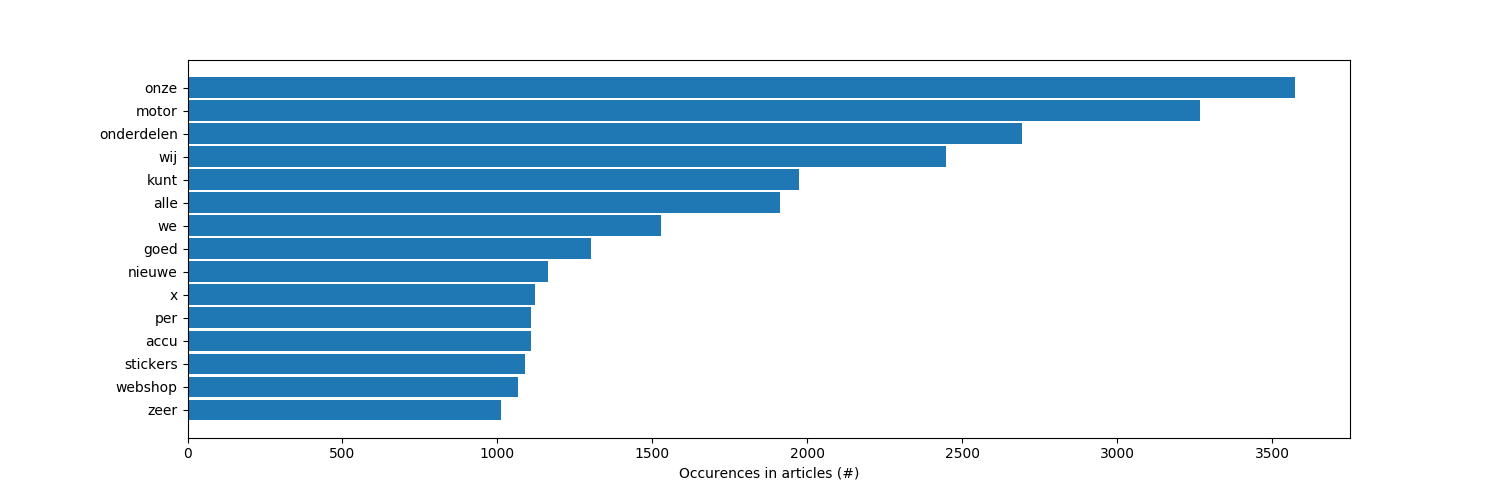 onze
motor
onderdelen
wij
kunt
alle
we
goed
nieuwe
x
per
accu
stickers
webshop
zeer
0 500 1000 1500 2000 2500 3000 3500
Occurences in articles (#)